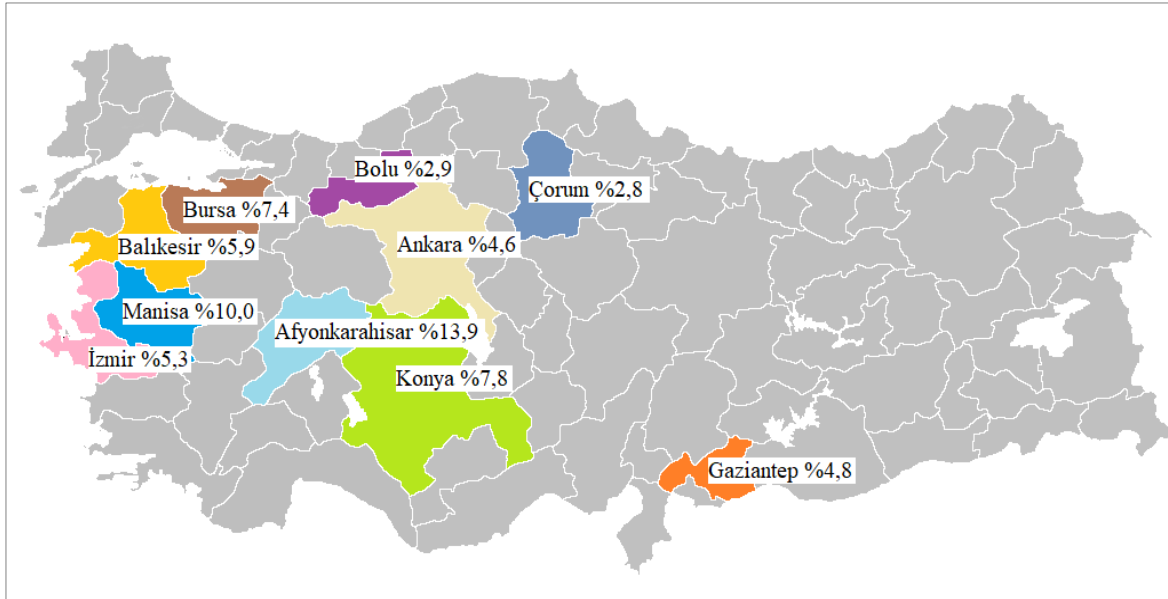 Bolu %2,9
Çorum %2,8
Bursa %7,4
Balıkesir %5,9
Ankara %4,6
Manisa %10,0
Afyonkarahisar %13,9
İzmir %5,3
Konya %7,8
Gaziantep %4,8